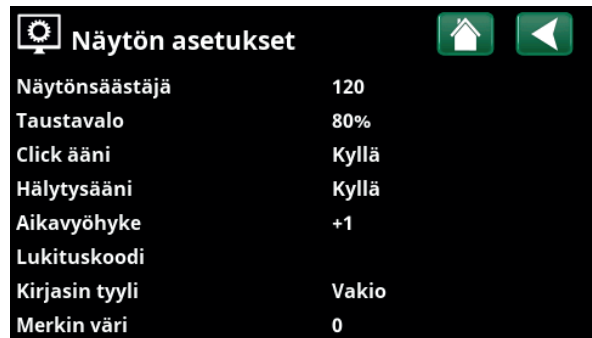 Näytön asetukset
Näytönsäästäjä 120
Taustavalo 80%
Click ääni Kyllä
Hälytysääni Kyllä
Aikavyöhyke +1
Lukituskoodi
Kirjasin tyyli Vakio
Merkin väri 0